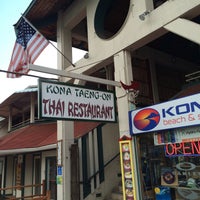 KONA TAENG-ON
THAI RESTAURANT
KON
beach & s
OPEN